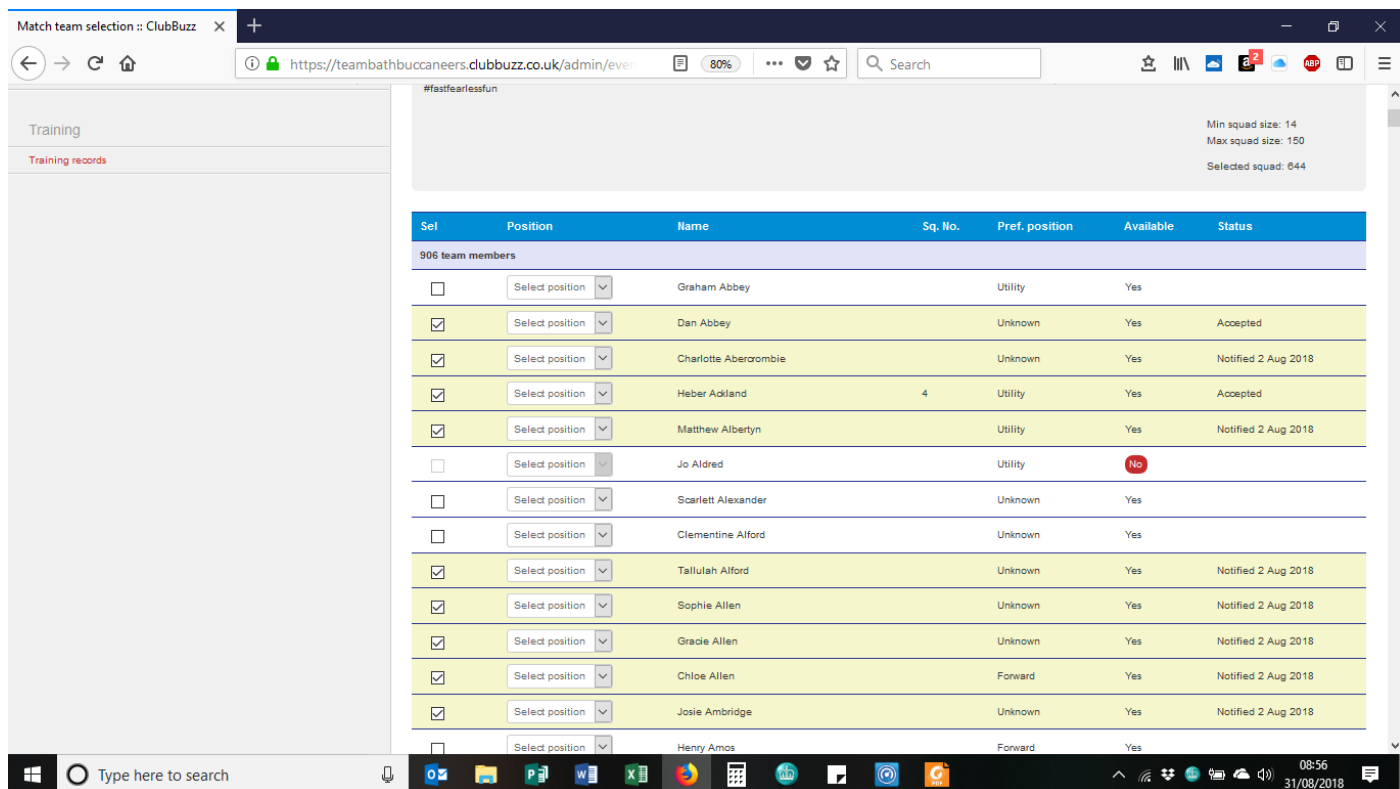 Match team selection :: ClubBuzz
https://teambathbuccaneers.clubbuzz.co.uk/admin/even 80% Search 2 ABP
#fastfearlessfun
Training
Training records
Min squad size: 14
Max squad size: 150
Selected squad: 644
Sel Position Name Sq. No. Pref. position Available Status
906 team members
Select position Graham Abbey Utility Yes
Select position Dan Abbey Unknown Yes Accepted
Select position Charlotte Abercrombie Unknown Yes Notified 2 Aug 2018
Select position Heber Ackland 4 Utility Yes Accepted
Select position Matthew Albertyn Utility Yes Notified 2 Aug 2018
Select position Jo Aldred Utility No
Select position Scarlett Alexander Unknown Yes
Select position Clementine Alford Unknown Yes
Select position Tallulah Alford Unknown Yes Notified 2 Aug 2018
Select position Sophie Allen Unknown Yes Notified 2 Aug 2018
Select position Gracie Allen Unknown Yes Notified 2 Aug 2018
Select position Chloe Allen Forward Yes Notified 2 Aug 2018
Select position Josie Ambridge Unknown Yes Notified 2 Aug 2018
Select position Henry Amos Forward Yes
Type here to search
08:56
31/08/2018